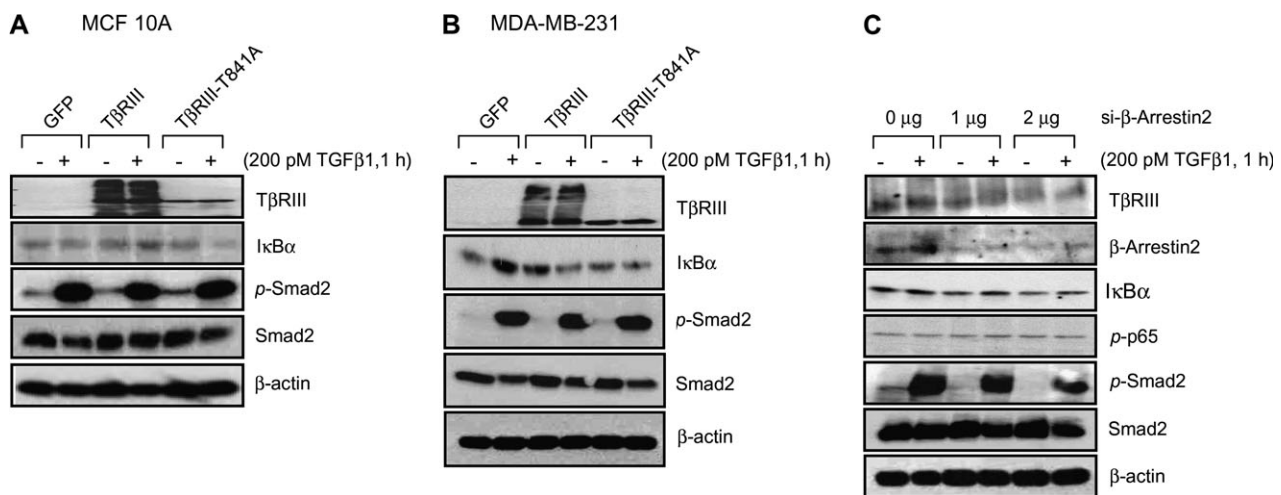 A MCF 10A
GFP TβRIII TβRIII-T841A
- + - + - + (200 pM TGFβ1,1 h)
TβRIII
IκBα
p-Smad2
Smad2
β-actin
B MDA-MB-231
GFP TβRIII TβRIII-T841A
- + - + - + (200 pM TGFβ1, 1 h)
TβRIII
IκBα
p-Smad2
Smad2
β-actin
C
0 µg 1 µg 2 µg si-β-Arrestin2
- + - + - + (200 pM TGFβ1, 1 h)
TβRIII
β-Arrestin2
IκBα
p-p65
p-Smad2
Smad2
β-actin